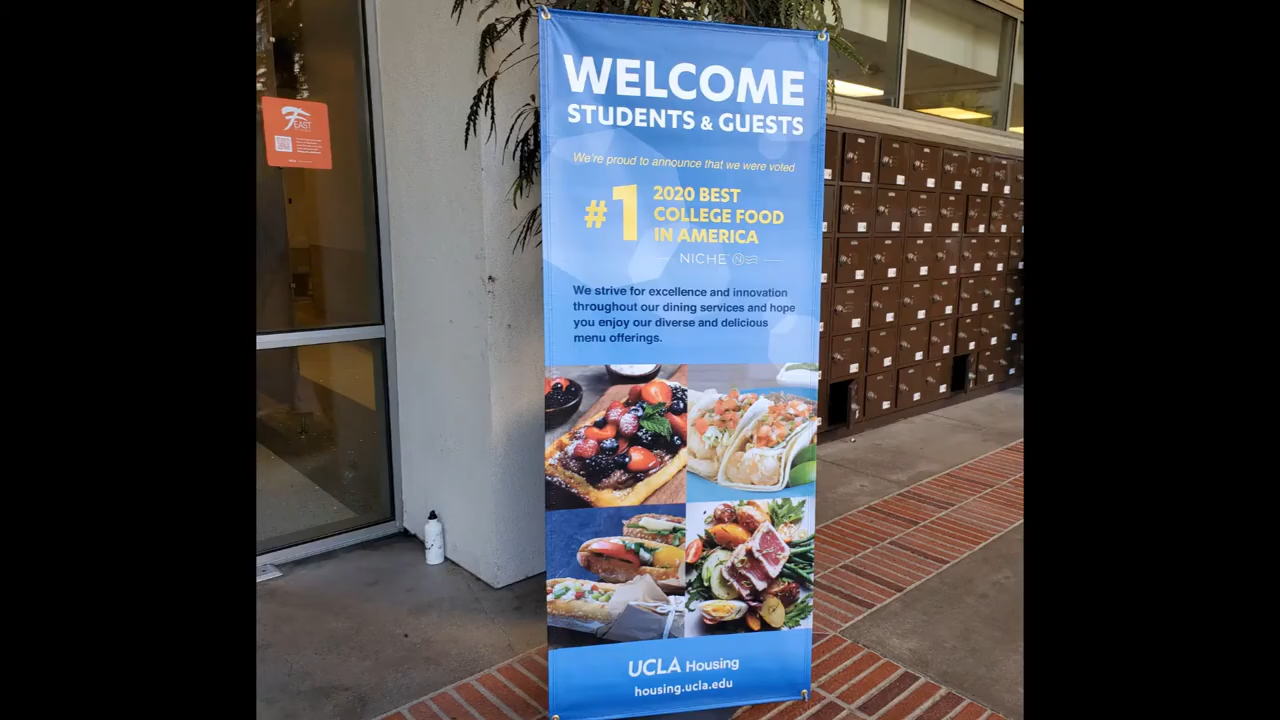 FEAST
WELCOME
STUDENTS & GUESTS
We're proud to announce that we were voted
#1
2020 BEST
COLLEGE FOOD
IN AMERICA
NICHE
We strive for excellence and innovation
throughout our dining services and hope
you enjoy our diverse and delicious
menu offerings.
UCLA Housing
housing.ucla.edu